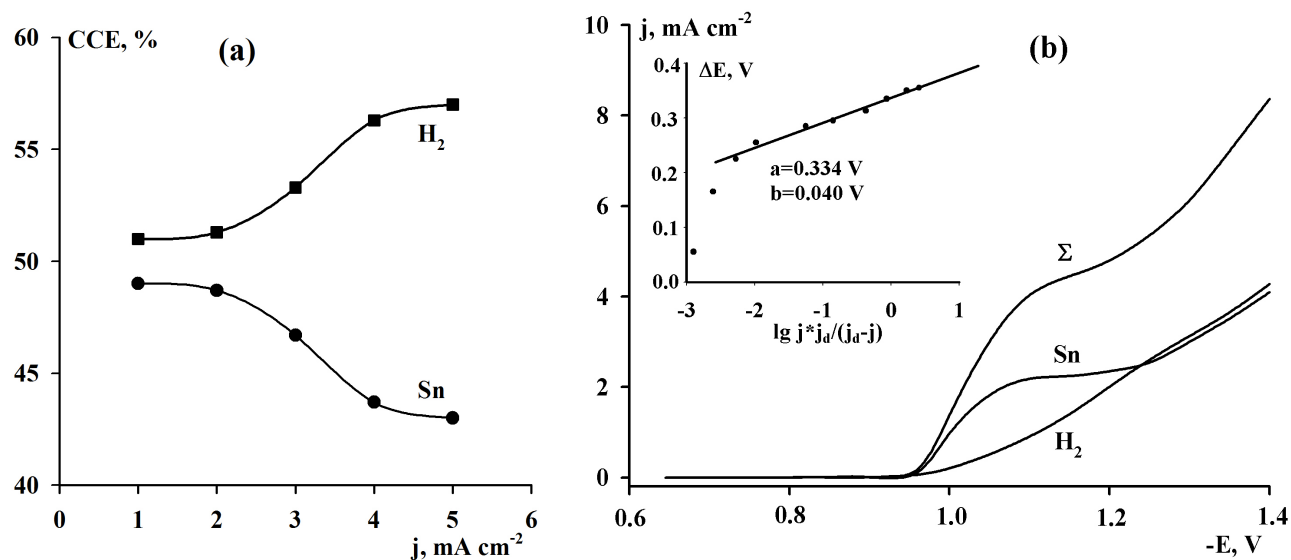 CCE, %
(a)
60
55
50
45
40
H₂
Sn
0
1
2
3
4
5
6
j, mA cm⁻²
j, mA cm⁻²
(b)
10
8
6
4
2
0
ΔE, V
0.4
0.3
0.2
0.1
0.0
a=0.334 V
b=0.040 V
-3
-2
-1
0
1
lg j*j_d/(j_d-j)
Σ
Sn
H₂
0.6
0.8
1.0
1.2
1.4
-E, V